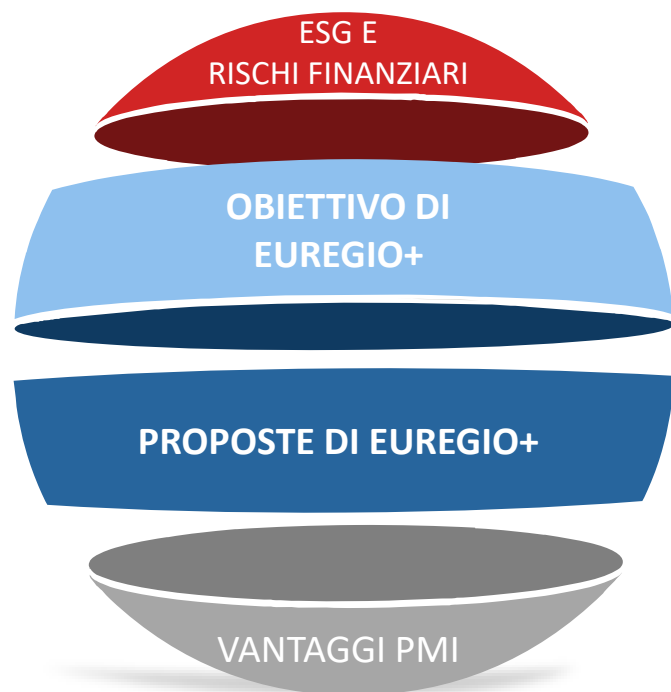 ESG E
RISCHI FINANZIARI
OBIETTIVO DI
EUREGIO+
PROPOSTE DI EUREGIO+
VANTAGGI PMI